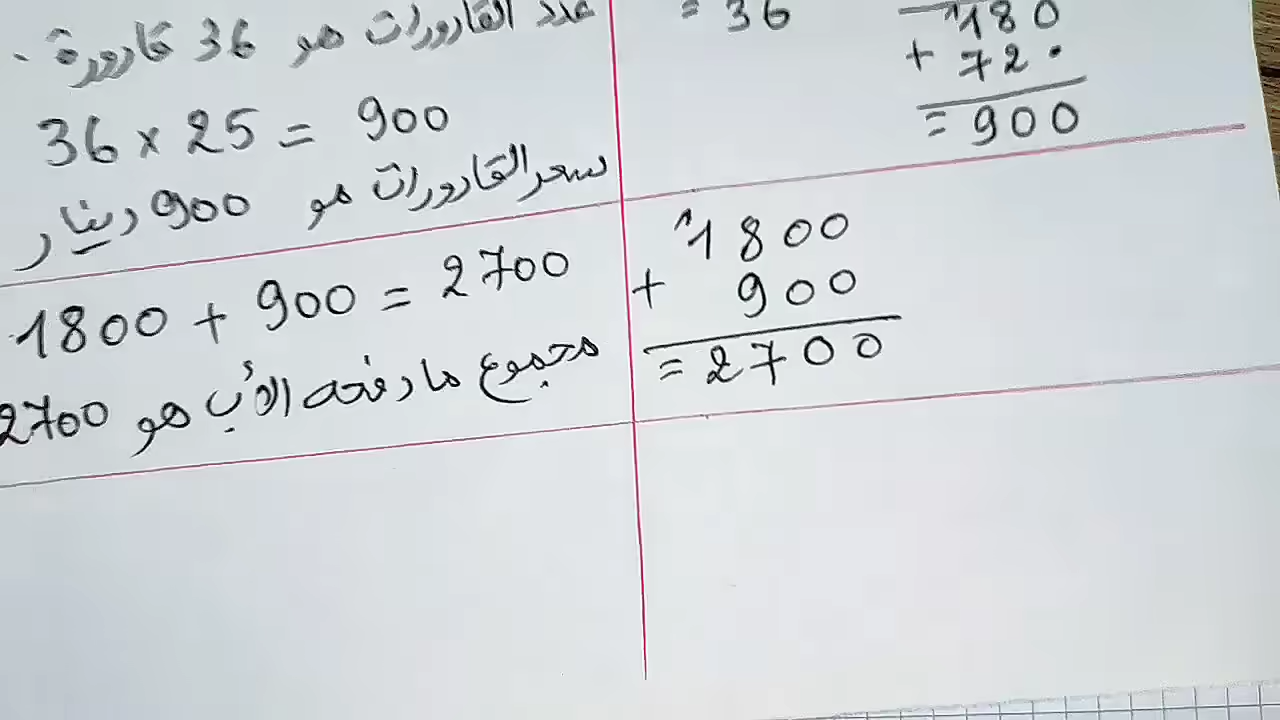 عدد القارورات هو 36 قارورة .
36 × 25 = 900
سعر القارورات هو 900 دينار
= 36
180
+ 720
= 900
1800 + 900 = 2700
مجموع ما دفعه الأب هو 2700
1800
+ 900
= 2700